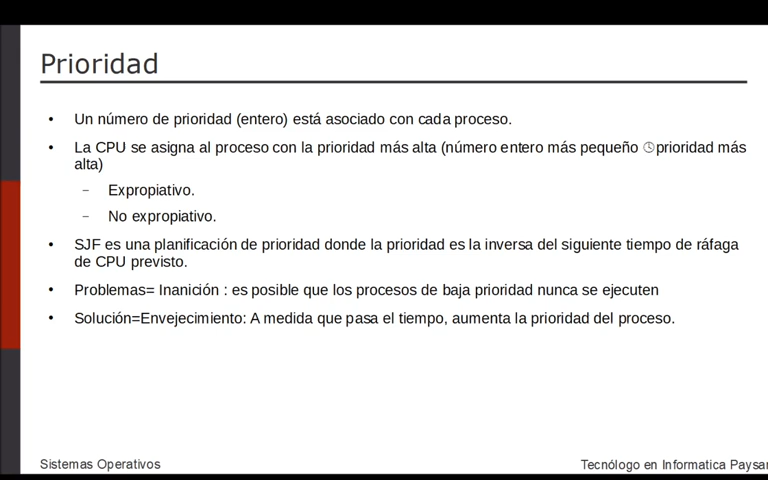 Prioridad
• Un número de prioridad (entero) está asociado con cada proceso.
• La CPU se asigna al proceso con la prioridad más alta (número entero más pequeño 🕒prioridad más
alta)
– Expropiativo.
– No expropiativo.
• SJF es una planificación de prioridad donde la prioridad es la inversa del siguiente tiempo de ráfaga
de CPU previsto.
• Problemas= Inanición : es posible que los procesos de baja prioridad nunca se ejecuten
• Solución=Envejecimiento: A medida que pasa el tiempo, aumenta la prioridad del proceso.
Sistemas Operativos
Tecnólogo en Informatica Paysan